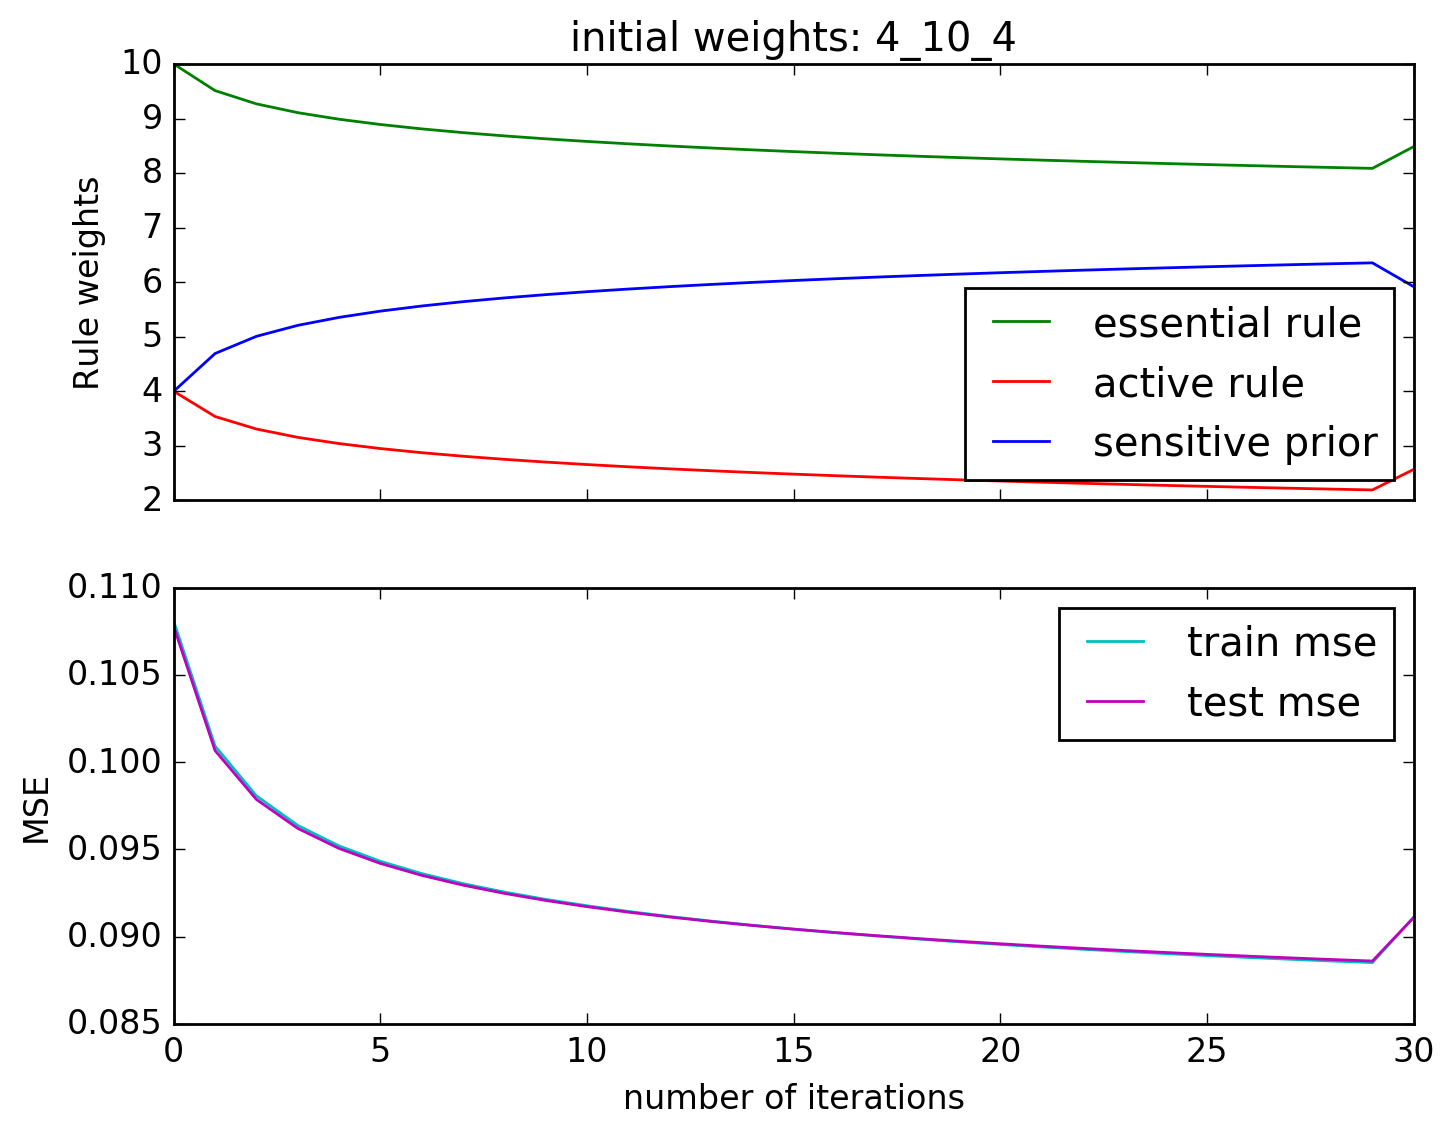 initial weights: 4_10_4
10
9
8
7
6
5
4
3
2
Rule weights
essential rule
active rule
sensitive prior
0.110
0.105
0.100
0.095
0.090
0.085
MSE
train mse
test mse
0 5 10 15 20 25 30
number of iterations